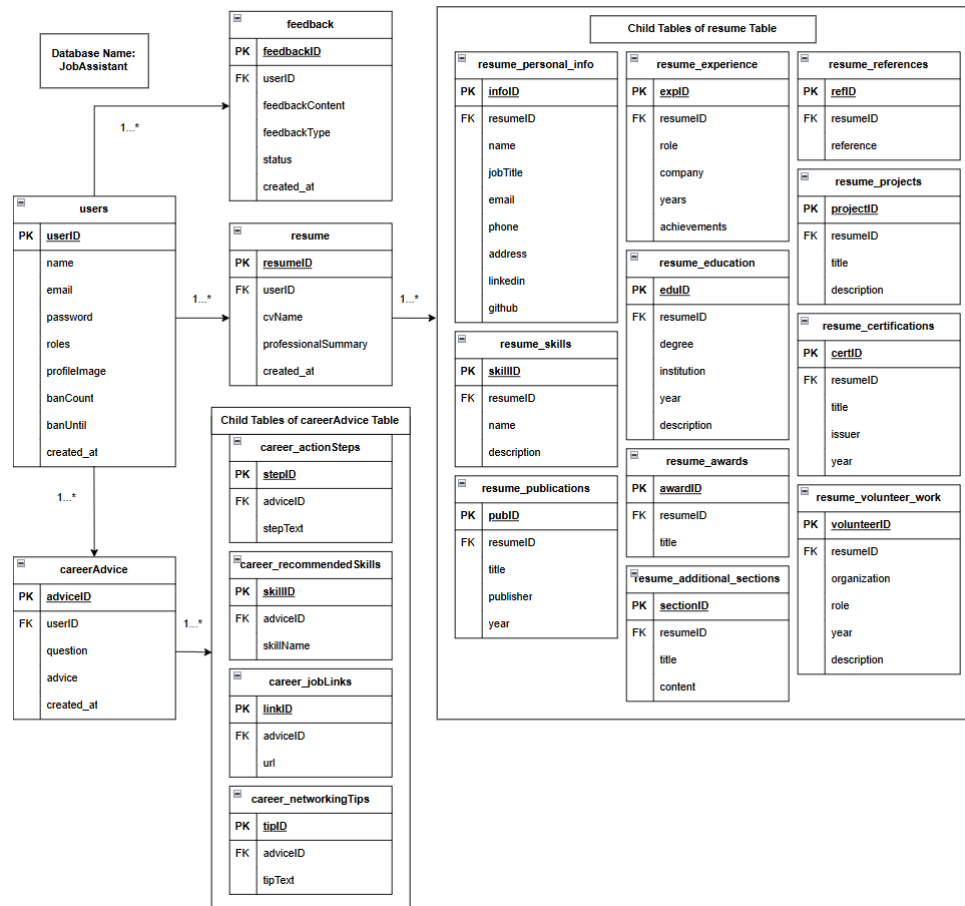 Database Name:
JobAssistant
feedback
PK feedbackID
FK userID
feedbackContent
feedbackType
status
created_at
1...*
users
PK userID
name
email
password
roles
profileImage
banCount
banUntil
created_at
1...*
resume
PK resumeID
FK userID
cvName
professionalSummary
created_at
1...*
1...*
careerAdvice
PK adviceID
FK userID
question
advice
created_at
1...*
Child Tables of careerAdvice Table
career_actionSteps
PK stepID
FK adviceID
stepText
career_recommendedSkills
PK skillID
FK adviceID
skillName
career_jobLinks
PK linkID
FK adviceID
url
career_networkingTips
PK tipID
FK adviceID
tipText
Child Tables of resume Table
resume_personal_info
PK infoID
FK resumeID
name
jobTitle
email
phone
address
linkedin
github
resume_skills
PK skillID
FK resumeID
name
description
resume_publications
PK pubID
FK resumeID
title
publisher
year
resume_experience
PK expID
FK resumeID
role
company
years
achievements
resume_education
PK eduID
FK resumeID
degree
institution
year
description
resume_awards
PK awardID
FK resumeID
title
resume_additional_sections
PK sectionID
FK resumeID
title
content
resume_references
PK refID
FK resumeID
reference
resume_projects
PK projectID
FK resumeID
title
description
resume_certifications
PK certID
FK resumeID
title
issuer
year
resume_volunteer_work
PK volunteerID
FK resumeID
organization
role
year
description